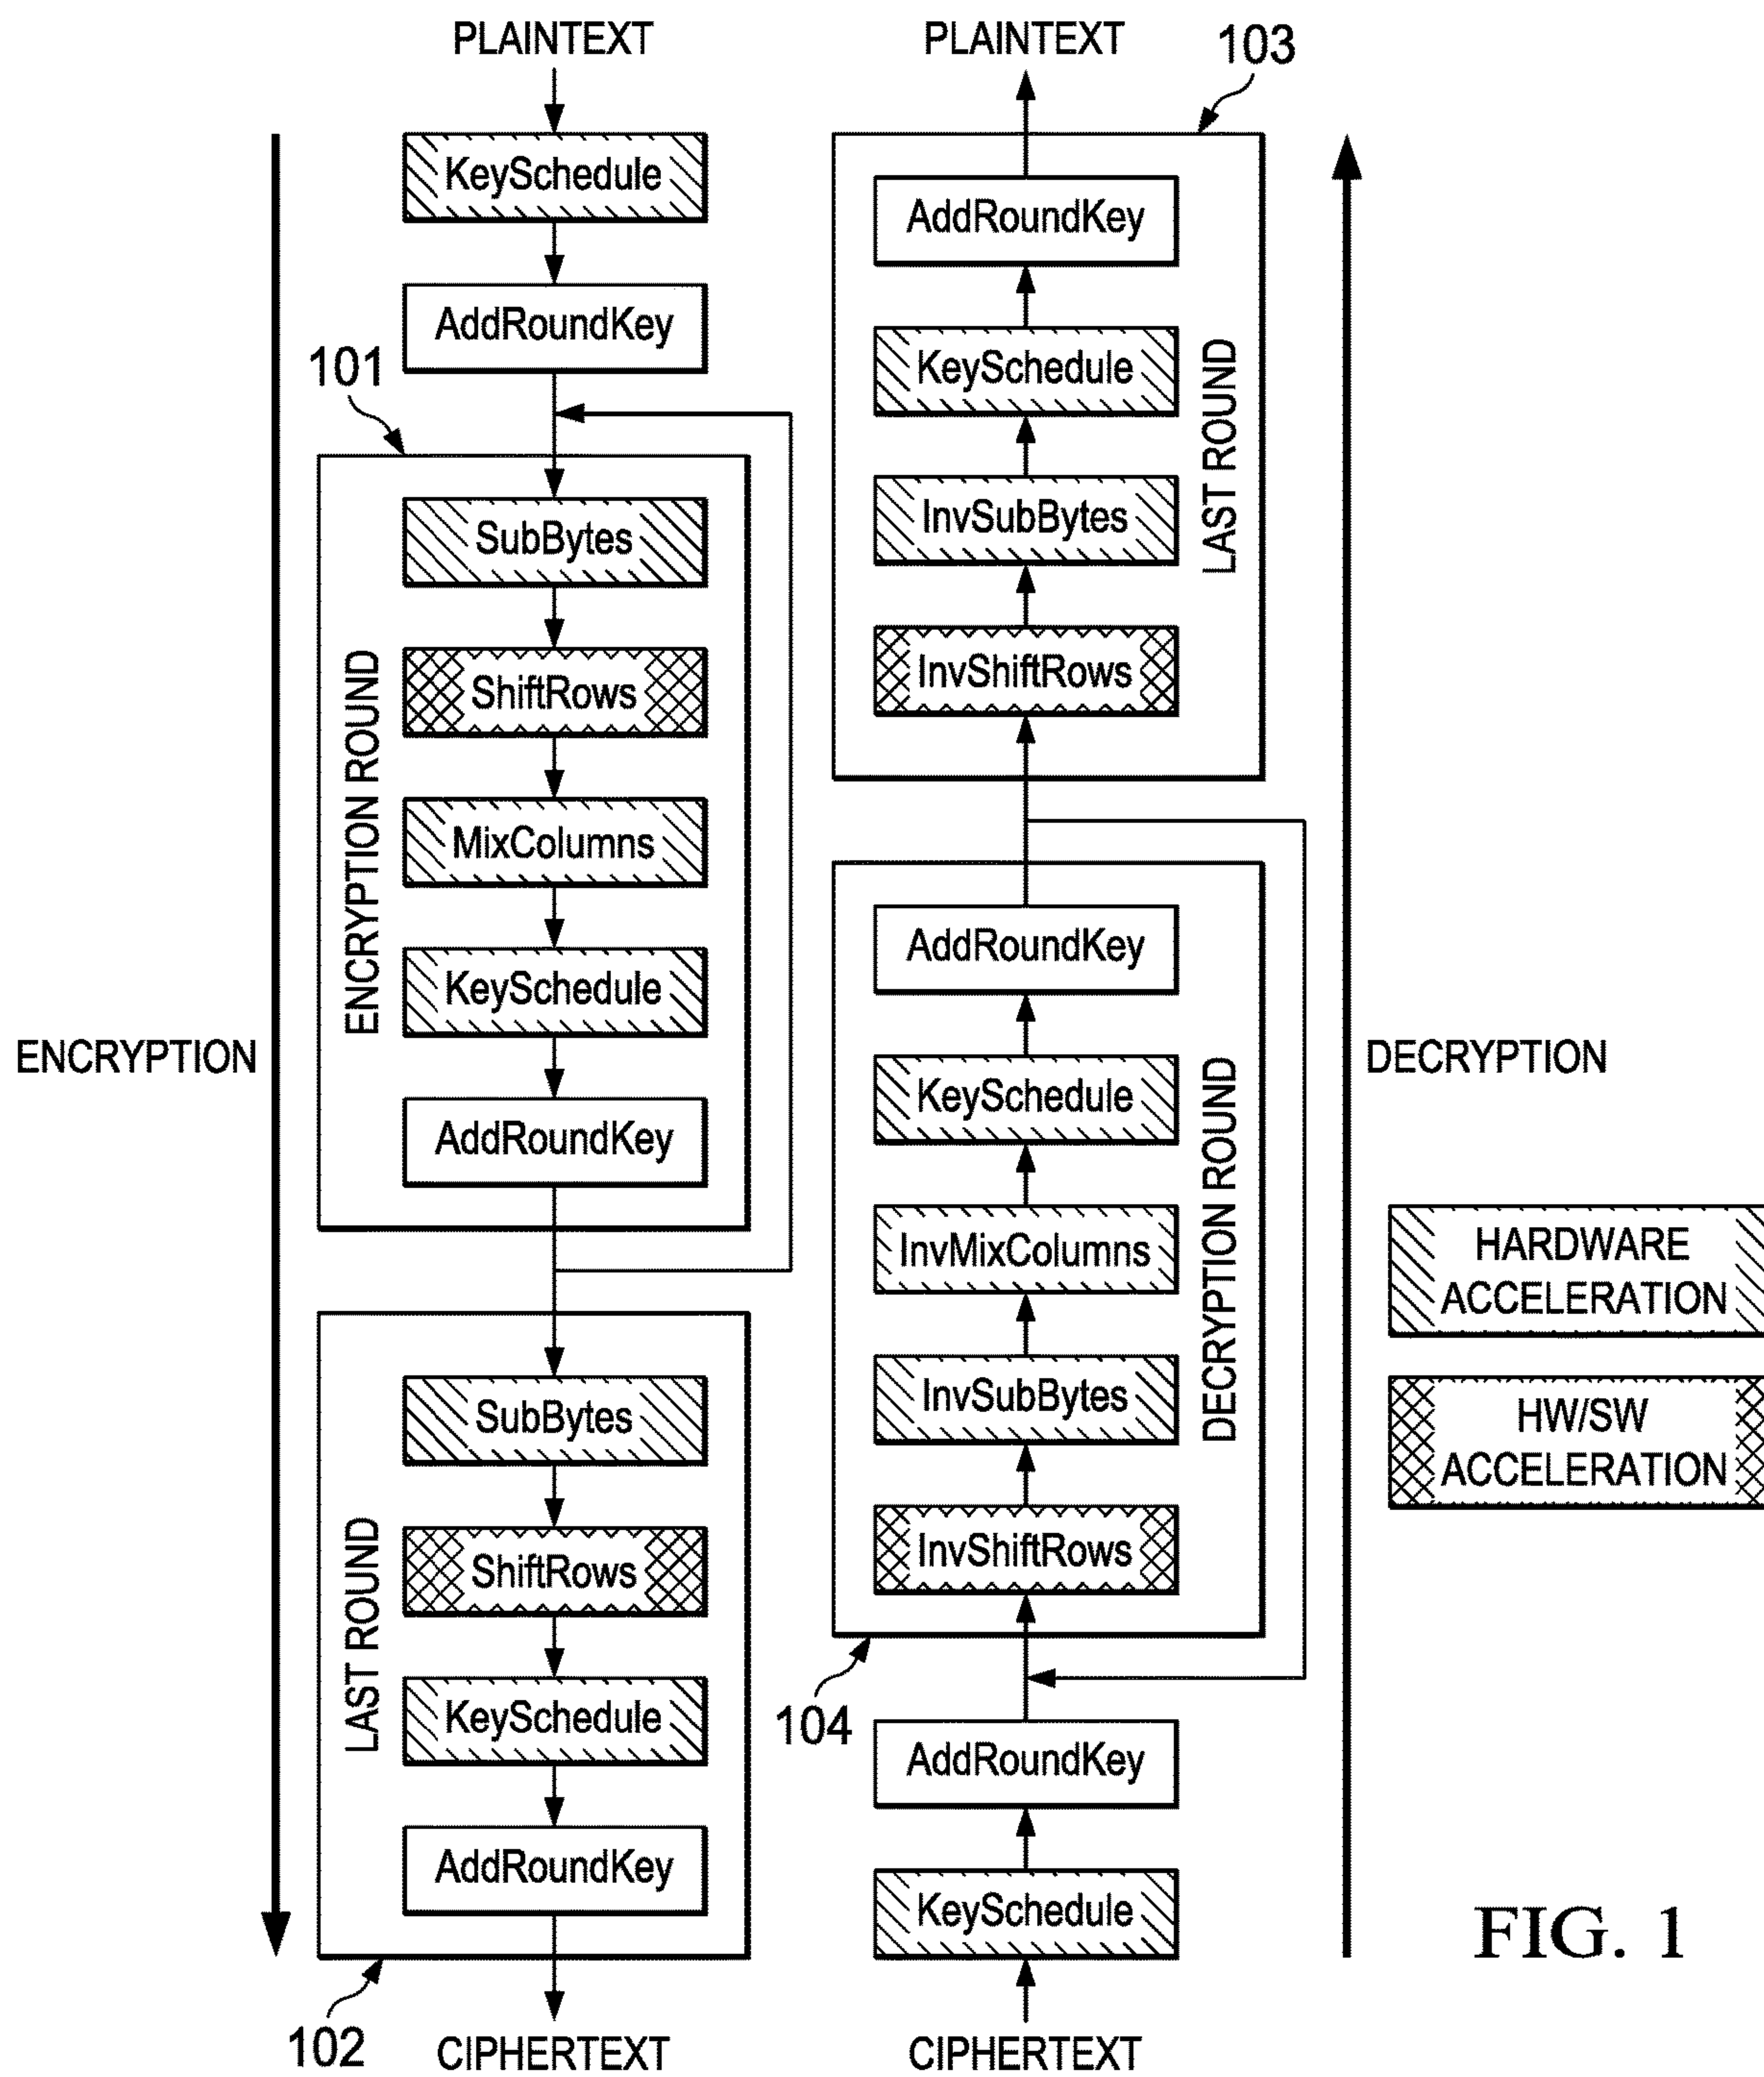 PLAINTEXT
KeySchedule
AddRoundKey
101
SubBytes
ShiftRows
MixColumns
KeySchedule
AddRoundKey
ENCRYPTION ROUND
ENCRYPTION
SubBytes
ShiftRows
KeySchedule
AddRoundKey
LAST ROUND
102
CIPHERTEXT
PLAINTEXT
103
AddRoundKey
KeySchedule
InvSubBytes
InvShiftRows
LAST ROUND
AddRoundKey
KeySchedule
InvMixColumns
InvSubBytes
InvShiftRows
DECRYPTION ROUND
104
AddRoundKey
KeySchedule
CIPHERTEXT
DECRYPTION
HARDWARE
ACCELERATION
HW/SW
ACCELERATION
FIG. 1